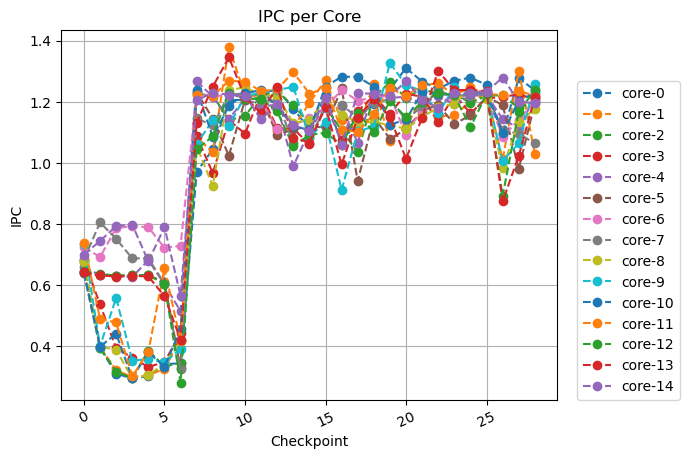 IPC per Core
IPC
1.4
1.2
1.0
0.8
0.6
0.4
0
5
10
15
20
25
Checkpoint
core-0
core-1
core-2
core-3
core-4
core-5
core-6
core-7
core-8
core-9
core-10
core-11
core-12
core-13
core-14